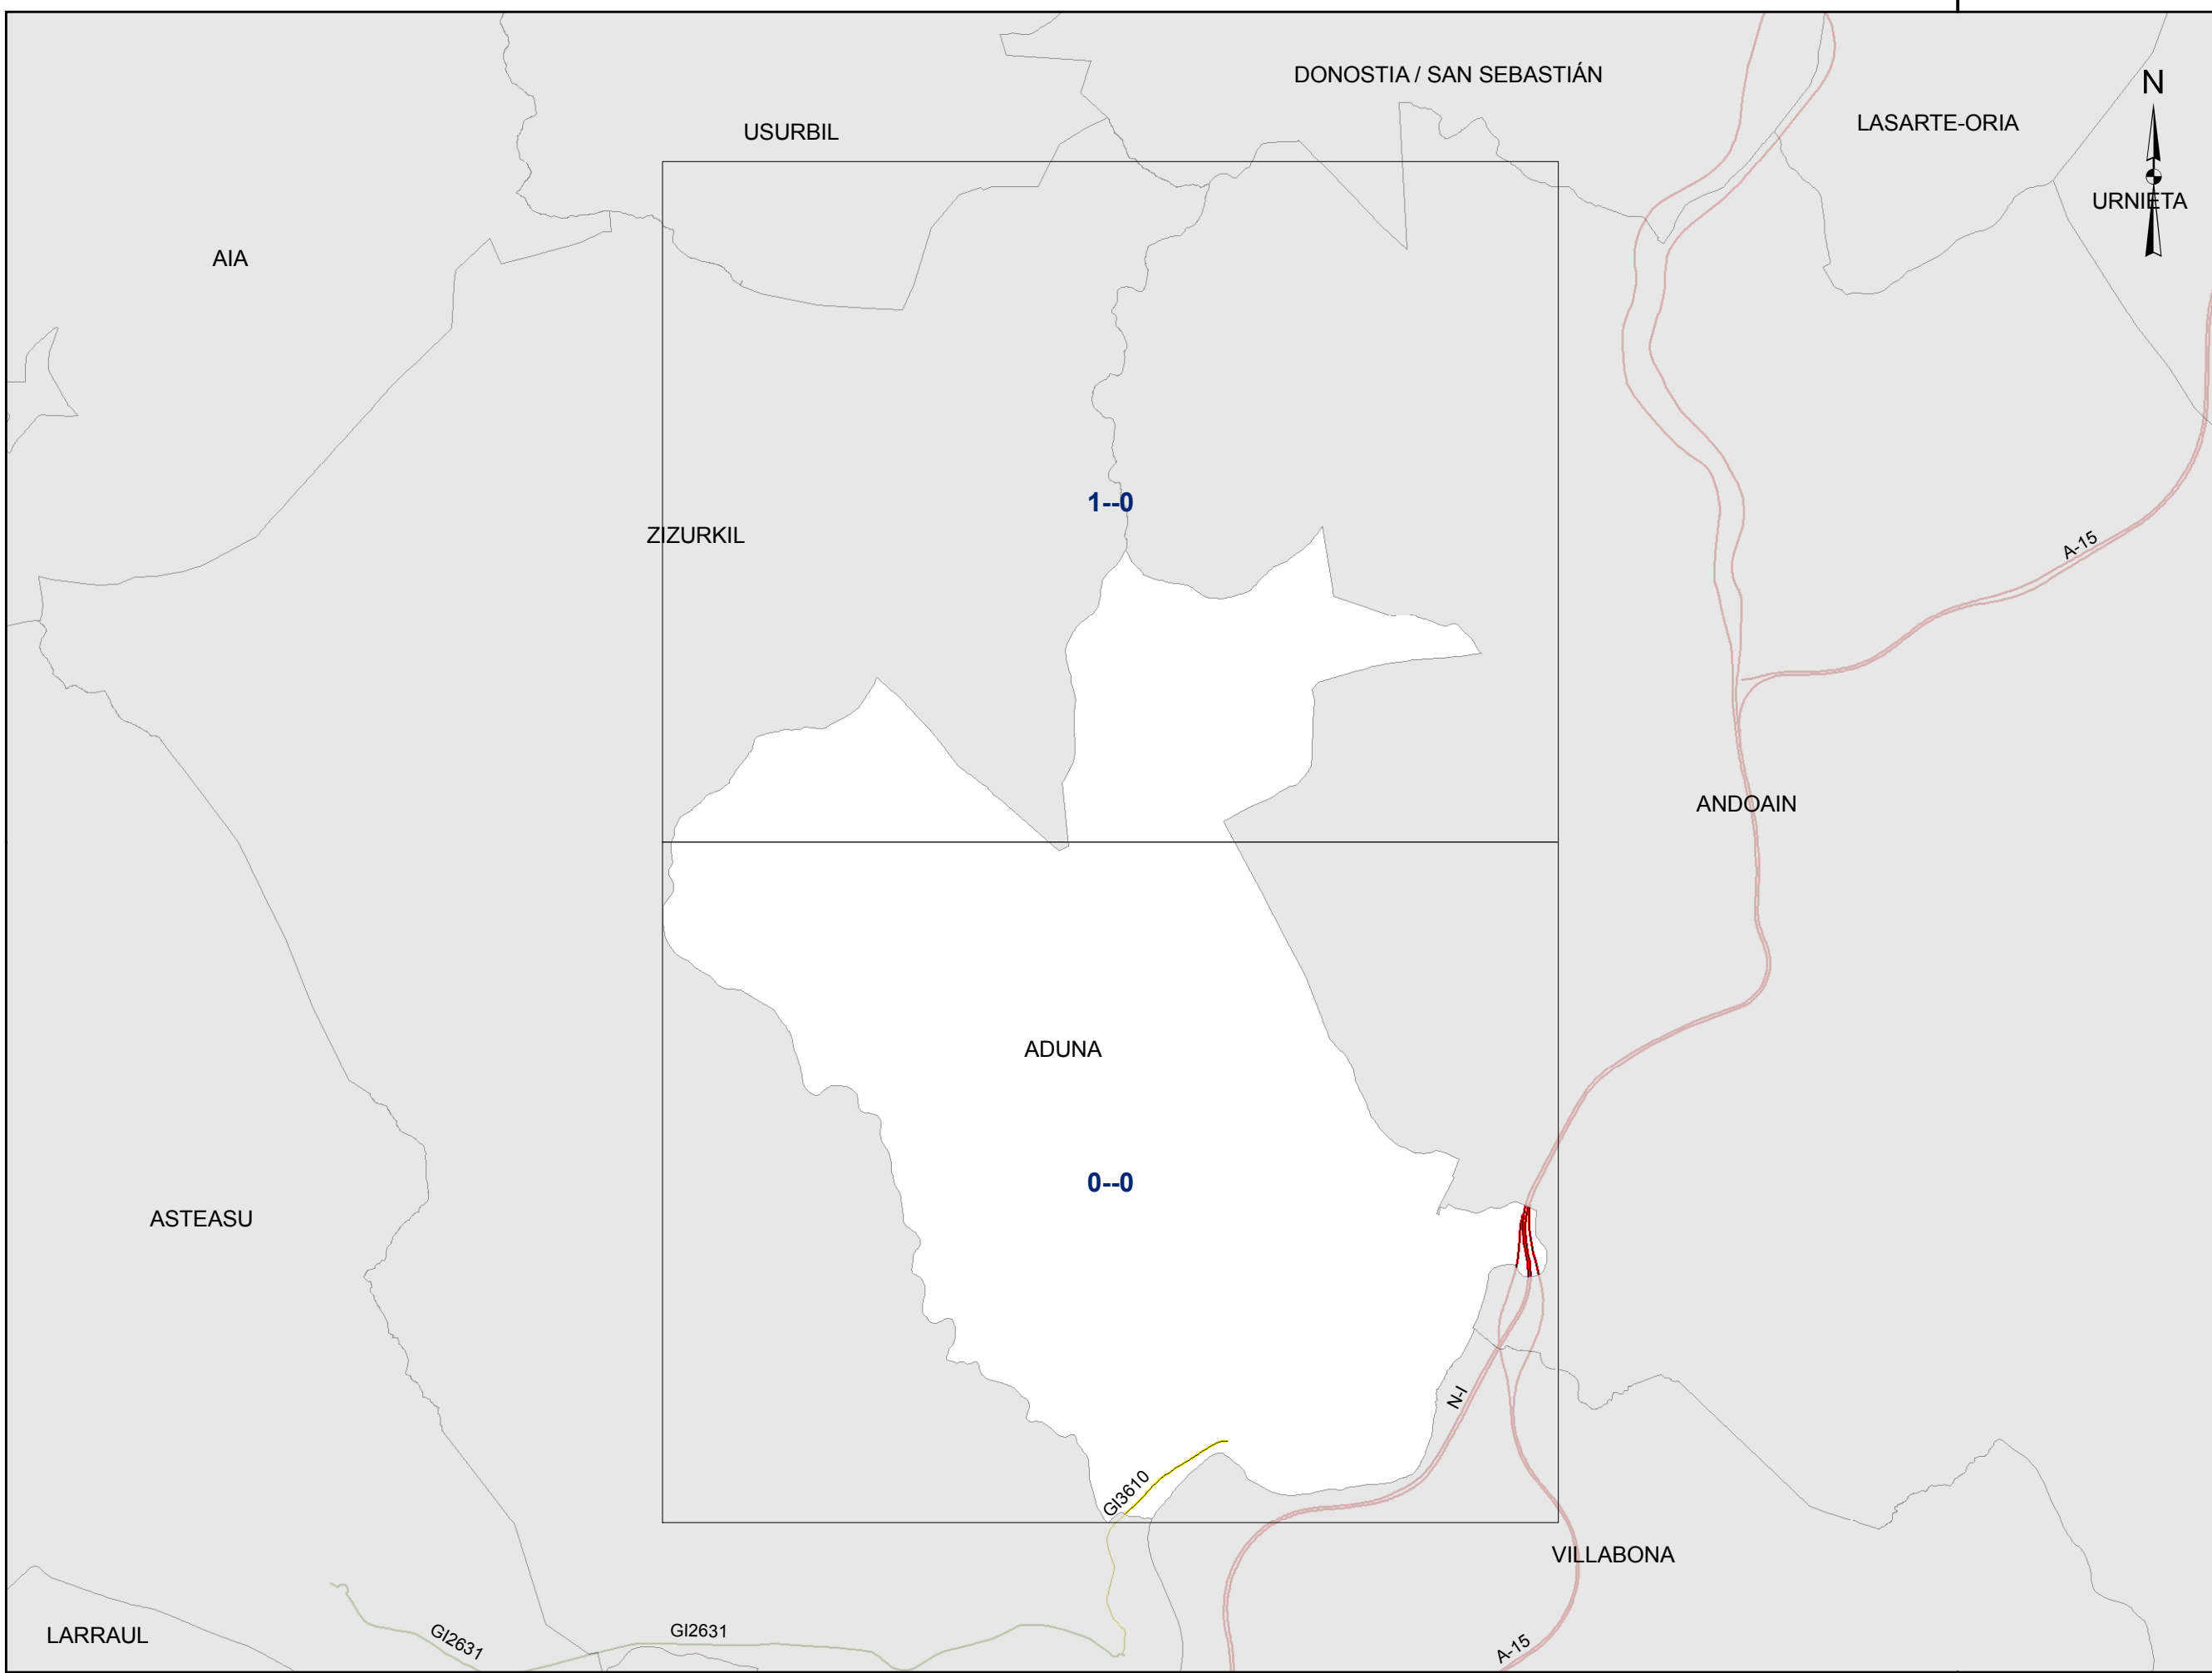 DONOSTIA / SAN SEBASTIÁN
N
LASARTE-ORIA
USURBIL
URNIETA
AIA
1--0
ZIZURKIL
A-15
ANDOAIN
ADUNA
0--0
ASTEASU
N-I
GI3610
VILLABONA
LARRAUL
GI2631
GI2631
A-15